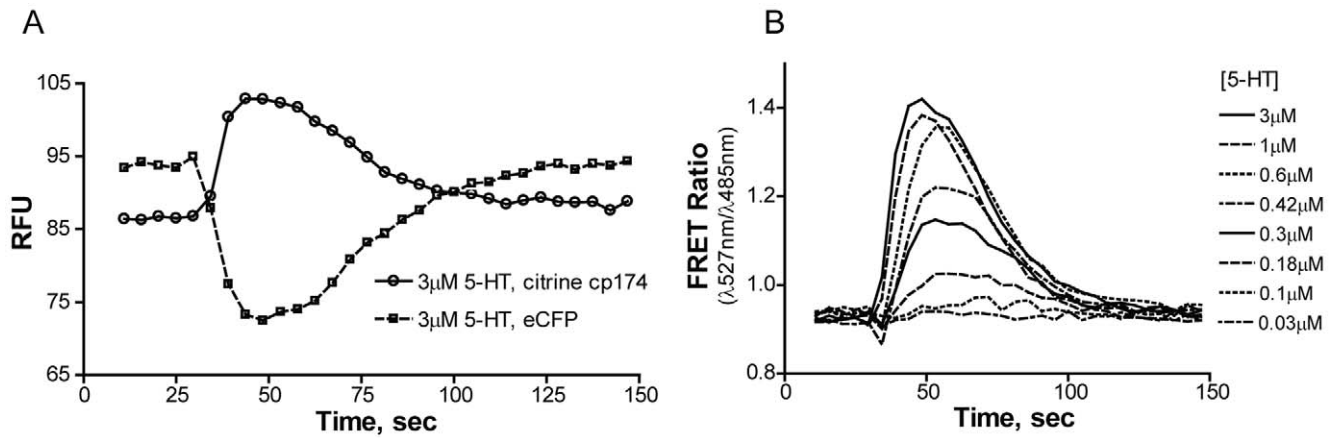 A
RFU
105
95
85
75
65
0
25
50
75
100
125
150
Time, sec
3μM 5-HT, citrine cp174
3μM 5-HT, eCFP
B
FRET Ratio
(λ527nm/λ485nm)
1.4
1.2
1.0
0.8
0
50
100
150
Time, sec
[5-HT]
3μM
1μM
0.6μM
0.42μM
0.3μM
0.18μM
0.1μM
0.03μM